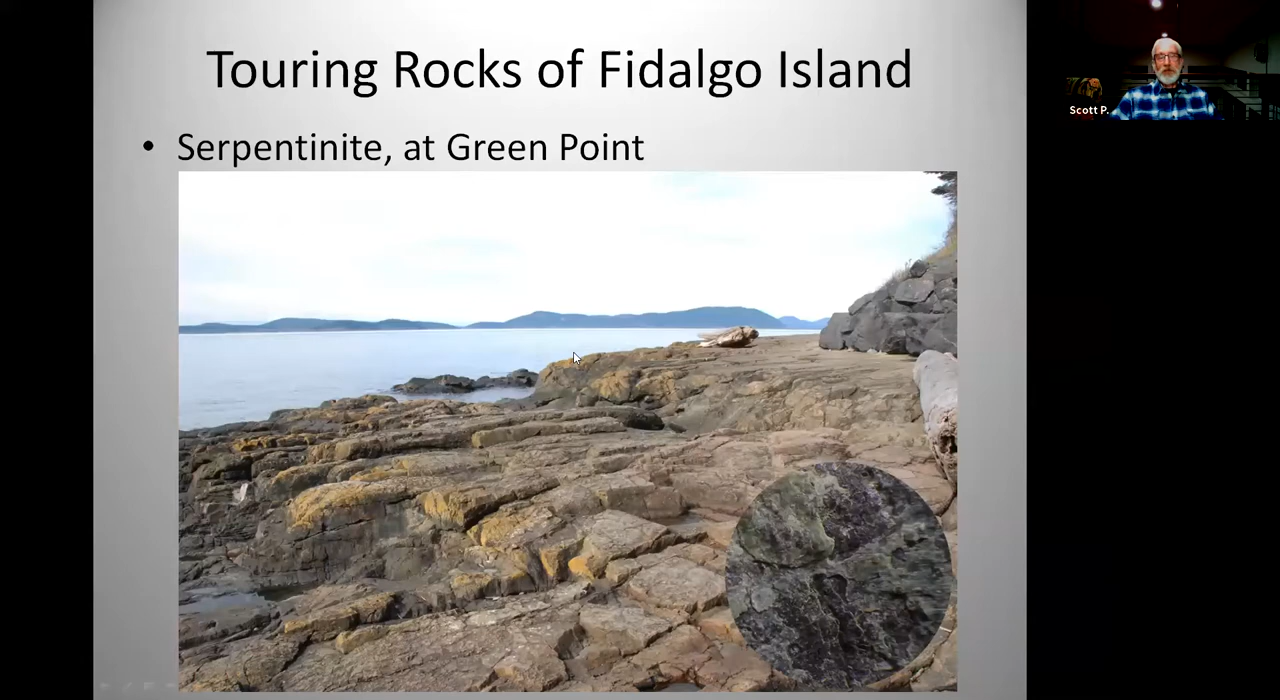 Touring Rocks of Fidalgo Island
• Serpentinite, at Green Point
Scott P.